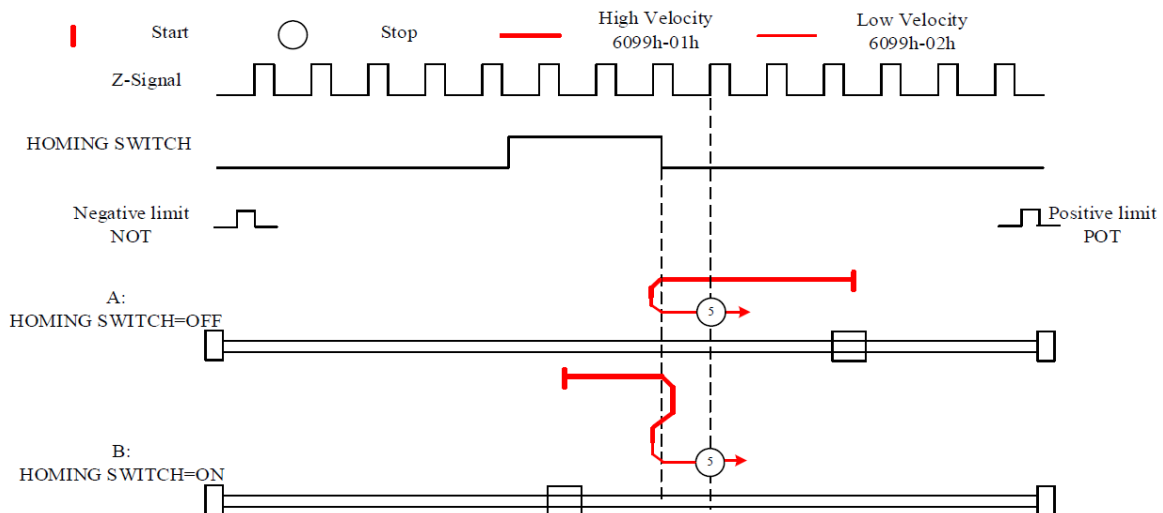 Start
Stop
High Velocity
6099h-01h
Low Velocity
6099h-02h
Z-Signal
HOMING SWITCH
Negative limit
NOT
Positive limit
POT
A:
HOMING SWITCH=OFF
5
B:
HOMING SWITCH=ON
5